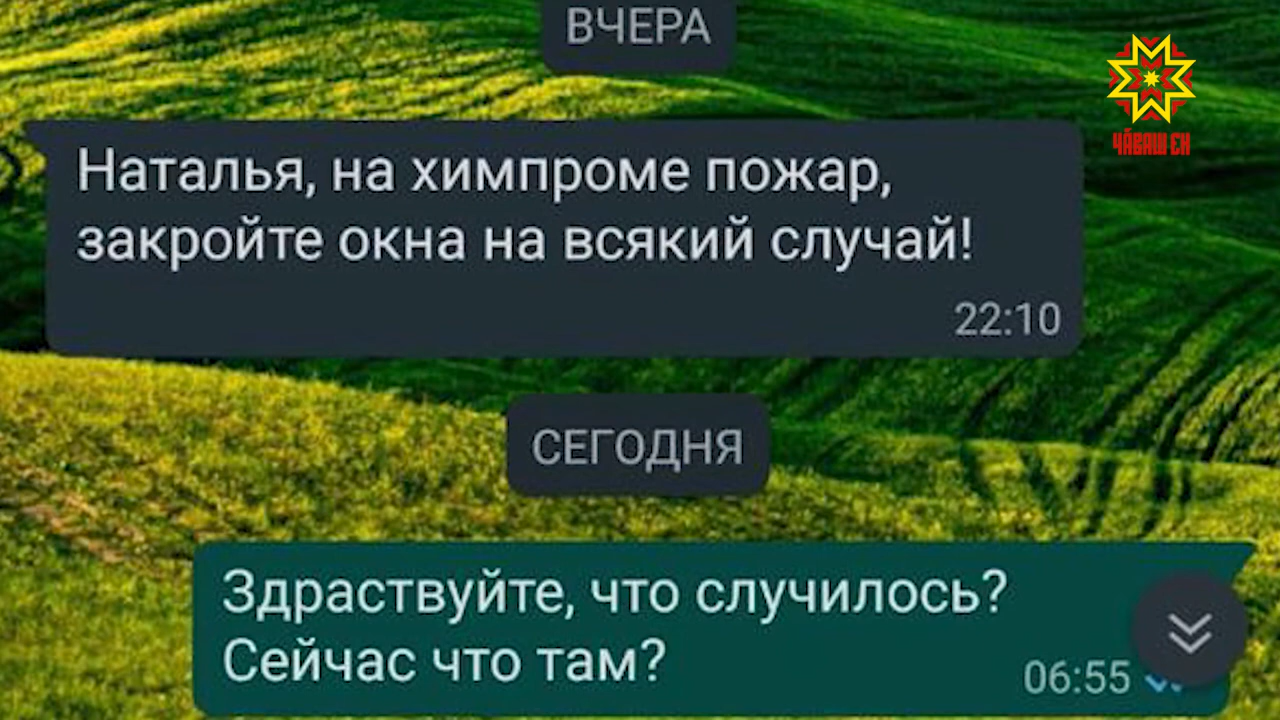 ВЧЕРА
ЧӐВАШ ЕН
Наталья, на химпроме пожар,
закройте окна на всякий случай!
22:10
СЕГОДНЯ
Здраствуйте, что случилось?
Сейчас что там?
06:55